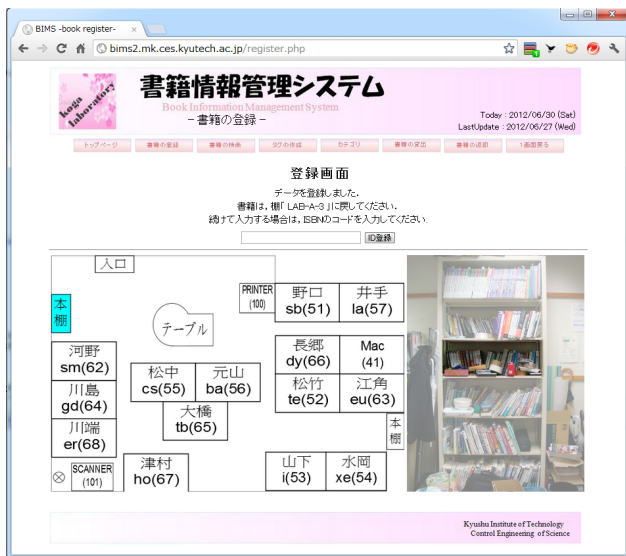 BIMS -book register-
bims2.mk.ces.kyutech.ac.jp/register.php
koga laboratory
書籍情報管理システム
Book Information Management System
－書籍の登録－
Today : 2012/06/30 (Sat)
LastUpdate : 2012/06/27 (Wed)
トップページ 書籍の登録 書籍の検索 タグの作成 カテゴリ 書籍の貸出 書籍の返却 1画面戻る
登録画面
データを登録しました．
書籍は，棚「 LAB-A-3 」に戻してください．
続けて入力する場合は，ISBNのコードを入力してください．
ID登録
入口
本棚
テーブル
PRINTER
(100)
野口
sb(51)
井手
la(57)
河野
sm(62)
川島
gd(64)
川端
er(68)
松中
cs(55)
元山
ba(56)
大橋
tb(65)
長郷
dy(66)
Mac
(41)
松竹
te(52)
江角
eu(63)
本棚
SCANNER
(101)
津村
ho(67)
山下
i(53)
水岡
xe(54)
Kyushu Institute of Technology
Control Engineering of Science